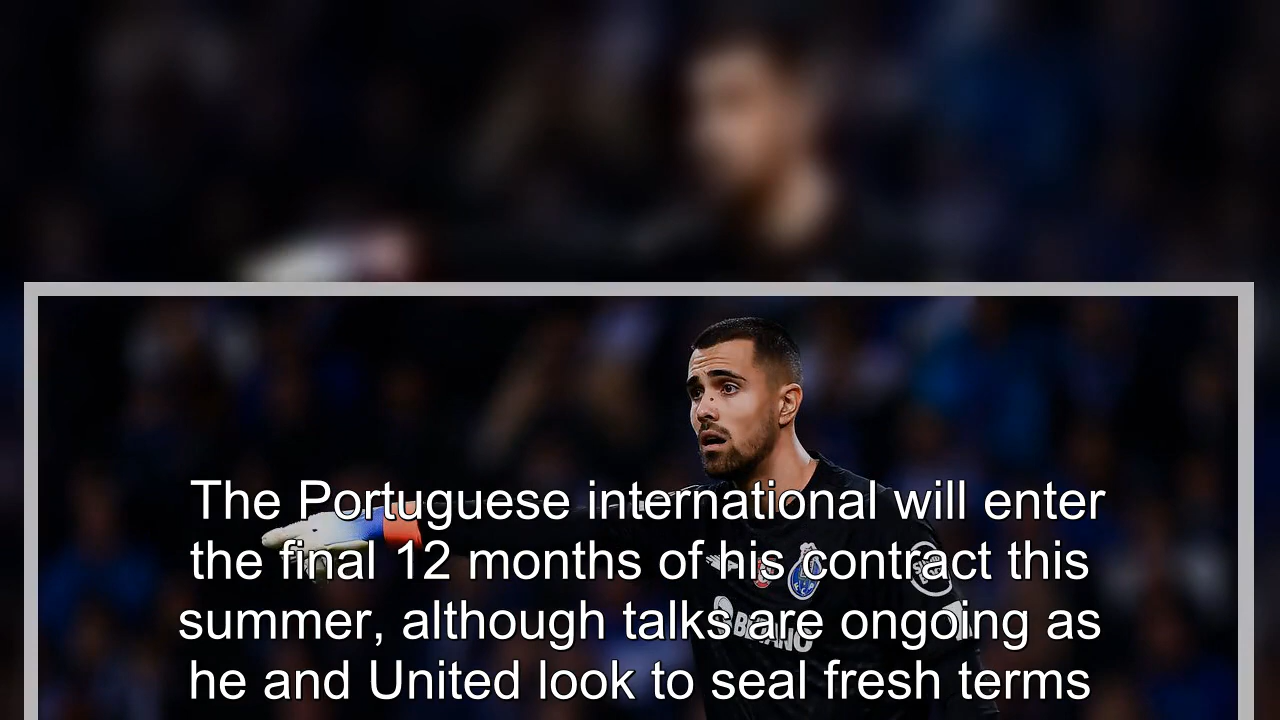 The Portuguese international will enter
the final 12 months of his contract this
summer, although talks are ongoing as
he and United look to seal fresh terms